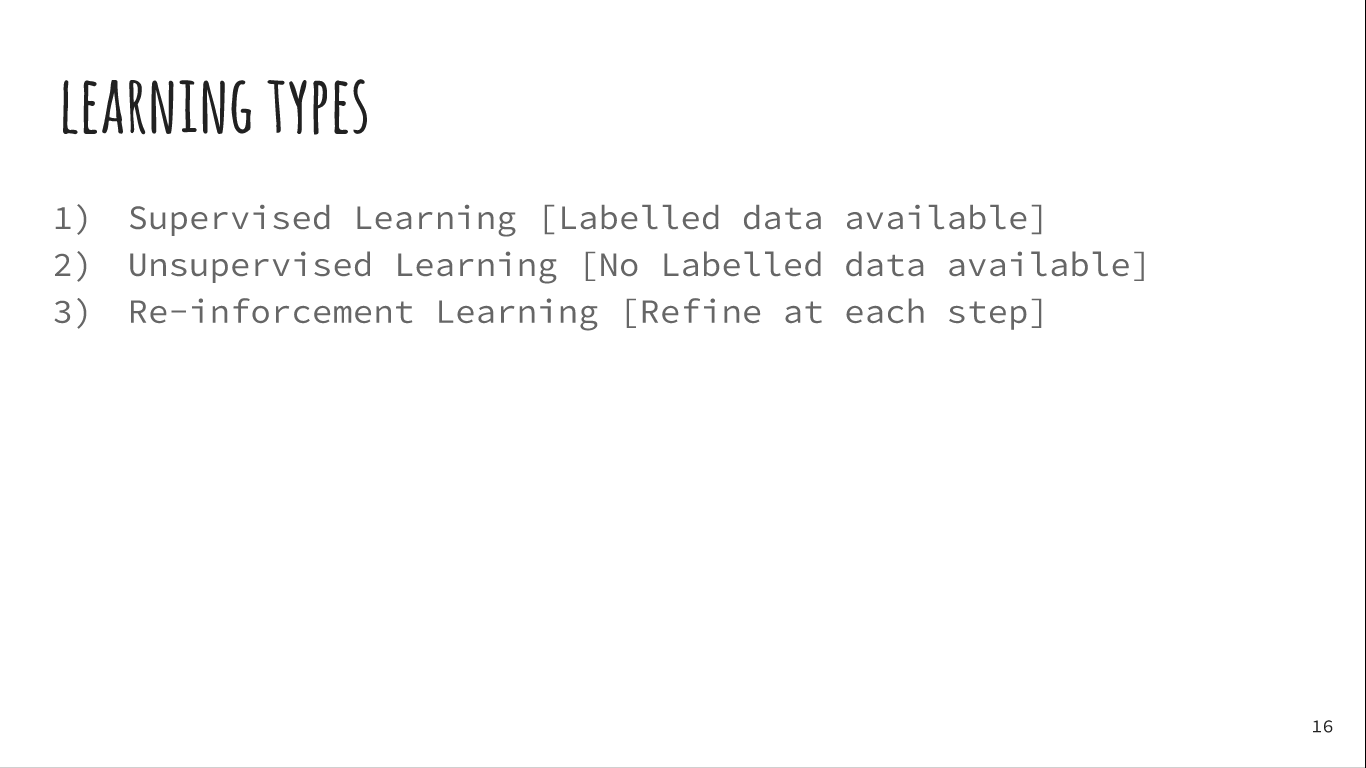 LEARNING TYPES
1) Supervised Learning [Labelled data available]
2) Unsupervised Learning [No Labelled data available]
3) Re-inforcement Learning [Refine at each step]
16